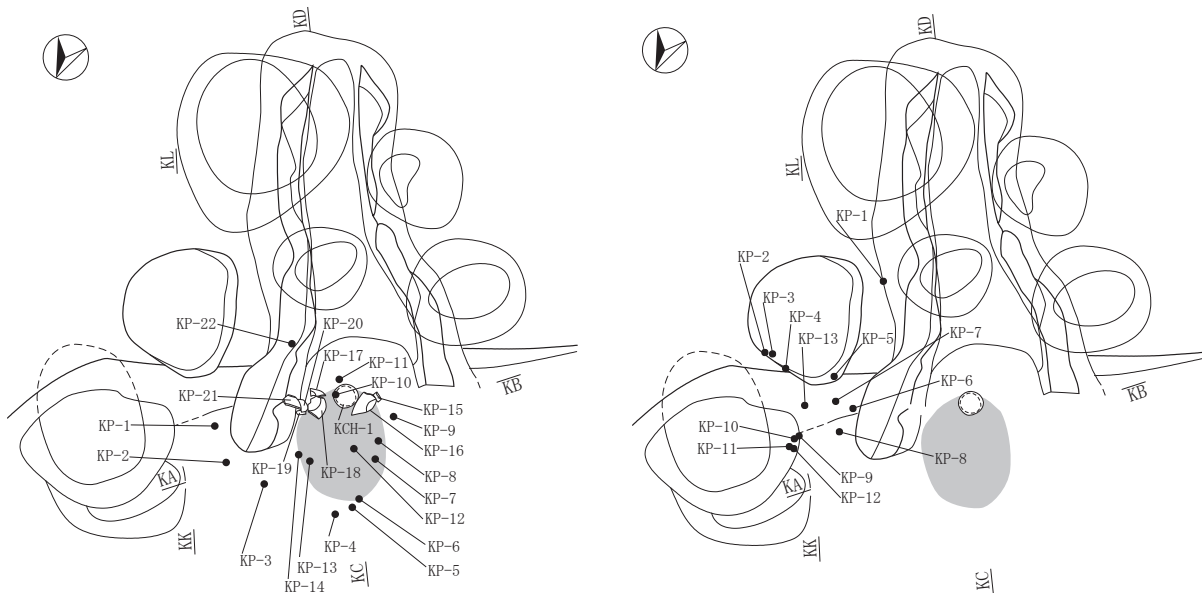 KD
KL
KP-22
KP-20
KP-17
KP-11
KP-10
KB
KP-21
KP-15
KP-1
KCH-1
KP-9
KP-2
KP-16
KP-19
KP-18
KP-8
KA
KP-7
KP-12
KK
KP-6
KP-3
KP-4
KP-13
KP-5
KP-14
KC
KD
KL
KP-1
KP-2
KP-3
KP-4
KP-13
KP-5
KP-7
KP-6
KB
KP-10
KP-11
KP-8
KP-9
KA
KP-12
KK
KC